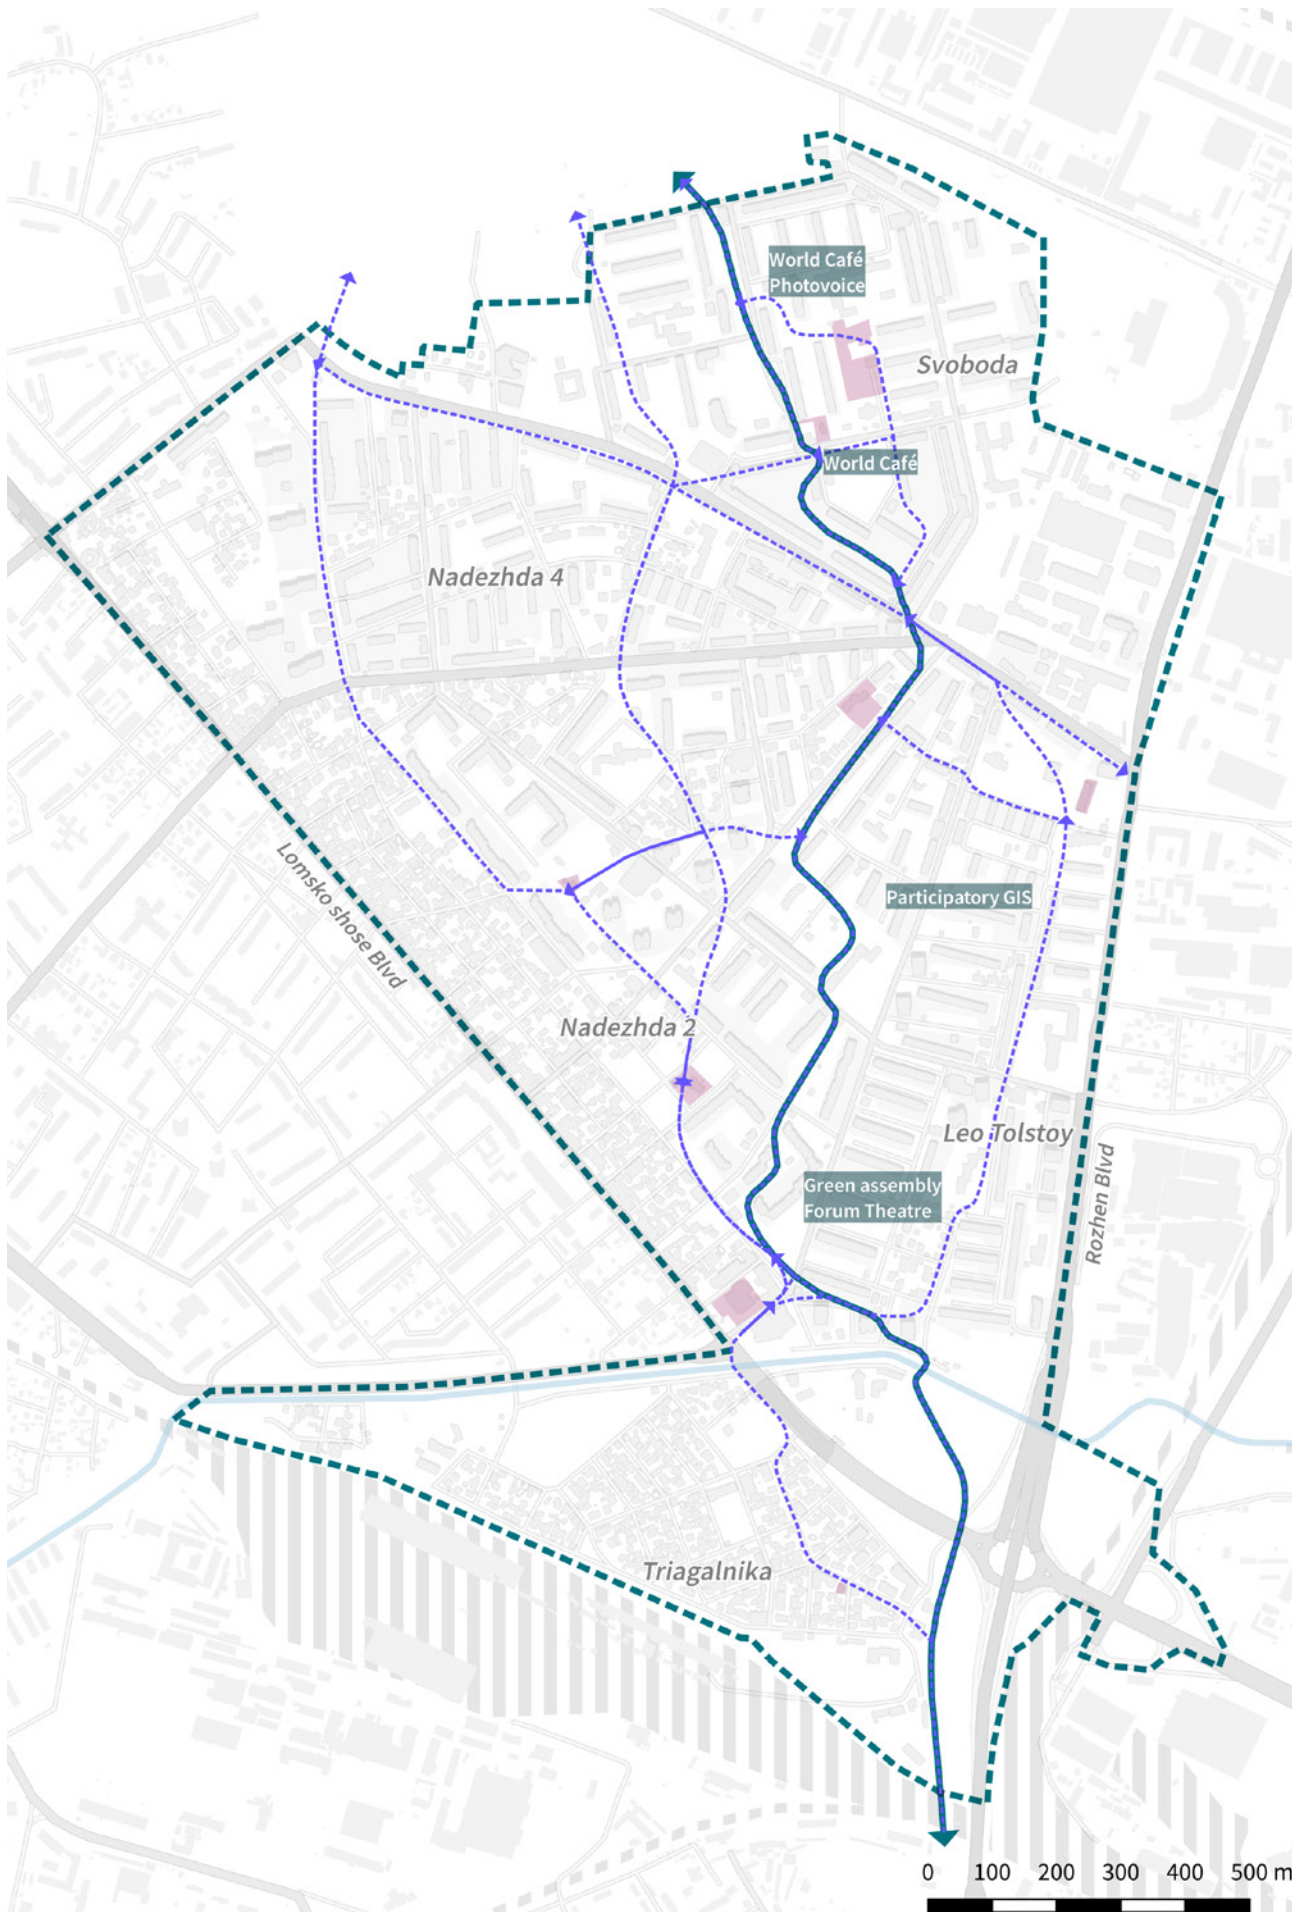 World Café
Photovoice
Svoboda
World Café
Nadezhda 4
Lomsko shose Blvd
Participatory GIS
Nadezhda 2
Leo Tolstoy
Rozhen Blvd
Green assembly
Forum Theatre
Triagalnika
0 100 200 300 400 500 m